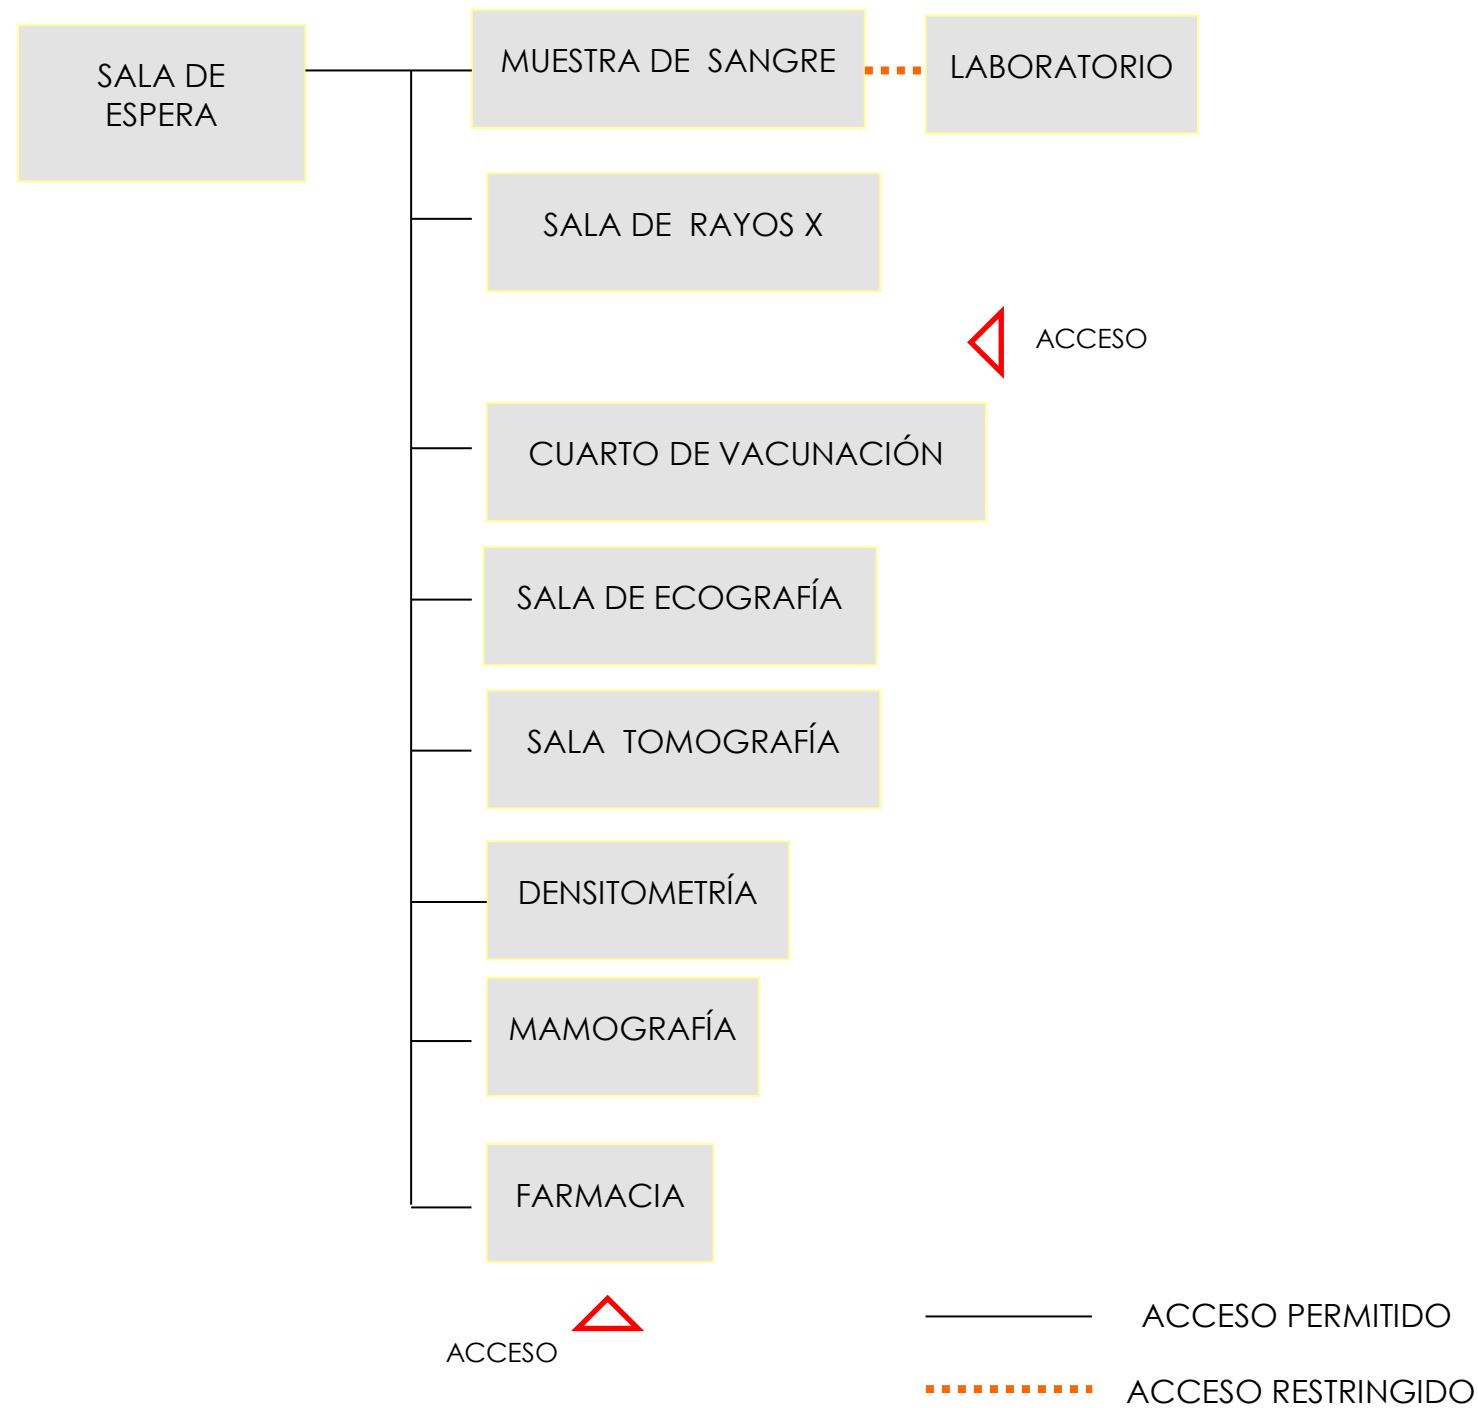 SALA DE
ESPERA
MUESTRA DE SANGRE
LABORATORIO
SALA DE RAYOS X
ACCESO
CUARTO DE VACUNACIÓN
SALA DE ECOGRAFÍA
SALA TOMOGRAFÍA
DENSITOMETRÍA
MAMOGRAFÍA
FARMACIA
ACCESO
ACCESO PERMITIDO
ACCESO RESTRINGIDO